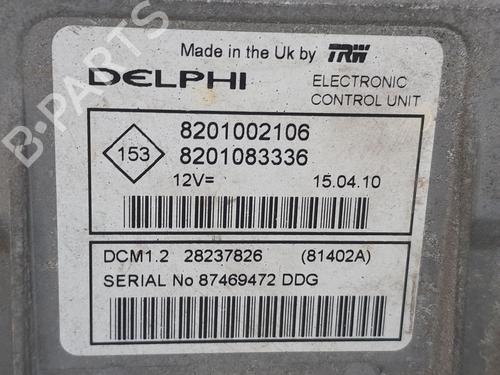 B-PARTS
Made in the Uk by TRW
DELPHI
ELECTRONIC
CONTROL UNIT
153
8201002106
8201083336
12V= 15.04.10
DCM1.2 28237826 (81402A)
SERIAL No 87469472 DDG